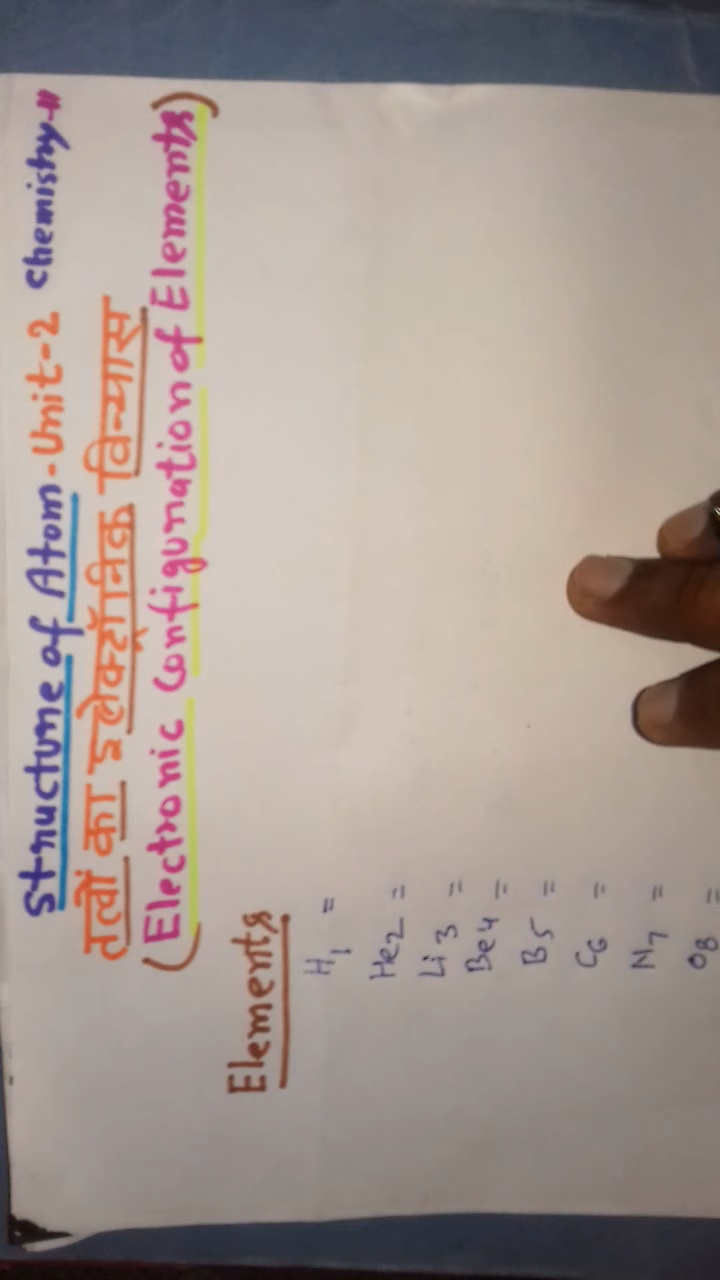 Structure of Atom - Unit-2 Chemistry-11
तत्वों का इलेक्ट्रॉनिक विन्यास
(Electronic Configuration of Elements)
Elements
H1 =
He2 =
Li3 =
Be4 =
B5 =
C6 =
N7 =
O8 =